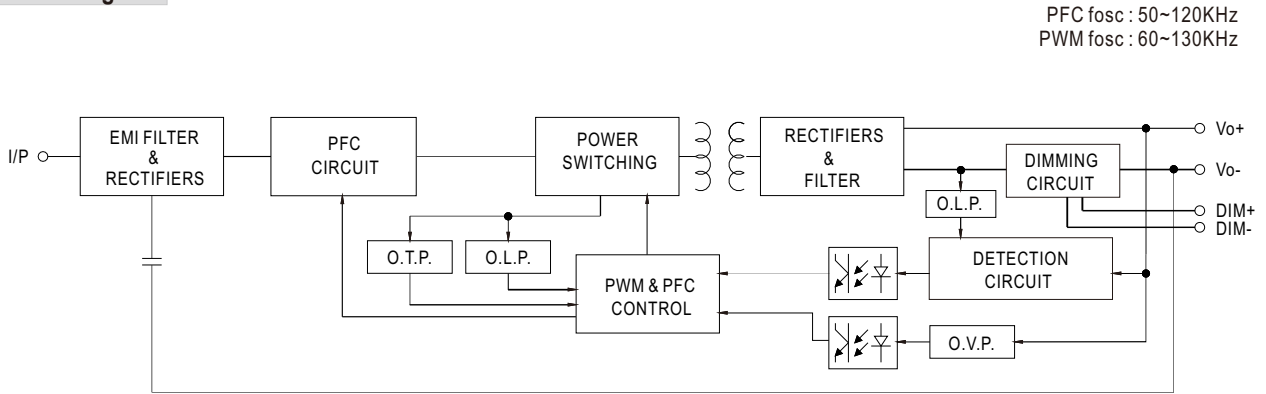 PFC fosc : 50~120KHz
PWM fosc : 60~130KHz
I/P
EMI FILTER
&
RECTIFIERS
PFC
CIRCUIT
POWER
SWITCHING
RECTIFIERS
&
FILTER
DIMMING
CIRCUIT
Vo+
Vo-
DIM+
DIM-
O.L.P.
O.T.P.
O.L.P.
PWM & PFC
CONTROL
DETECTION
CIRCUIT
O.V.P.